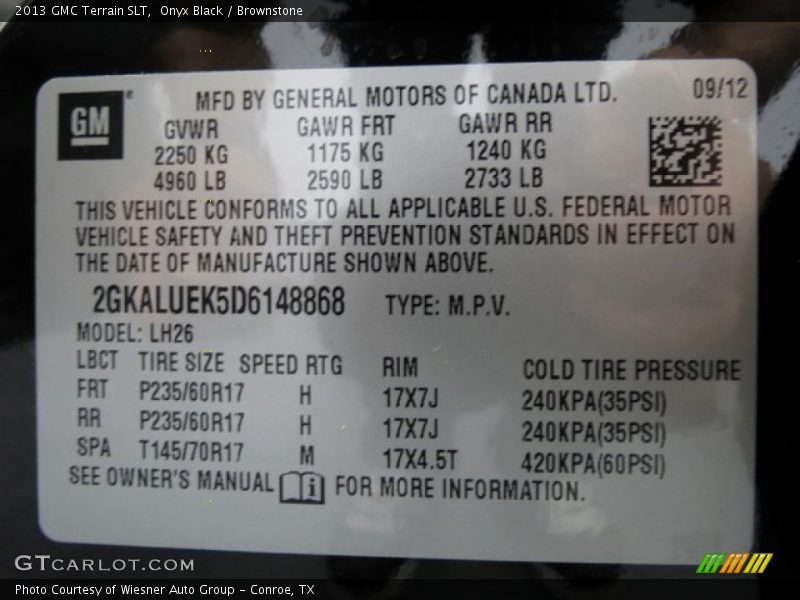 2013 GMC Terrain SLT,  Onyx Black / Brownstone
GM
MFD BY GENERAL MOTORS OF CANADA LTD. 09/12
GVWR GAWR FRT GAWR RR
2250 KG 1175 KG 1240 KG
4960 LB 2590 LB 2733 LB
THIS VEHICLE CONFORMS TO ALL APPLICABLE U.S. FEDERAL MOTOR
VEHICLE SAFETY AND THEFT PREVENTION STANDARDS IN EFFECT ON
THE DATE OF MANUFACTURE SHOWN ABOVE.
2GKALUEK5D6148868 TYPE: M.P.V.
MODEL: LH26
LBCT TIRE SIZE SPEED RTG RIM COLD TIRE PRESSURE
FRT P235/60R17 H 17X7J 240KPA(35PSI)
RR P235/60R17 H 17X7J 240KPA(35PSI)
SPA T145/70R17 M 17X4.5T 420KPA(60PSI)
SEE OWNER'S MANUAL i FOR MORE INFORMATION.
GTCARLOT.COM
Photo Courtesy of Wiesner Auto Group - Conroe, TX